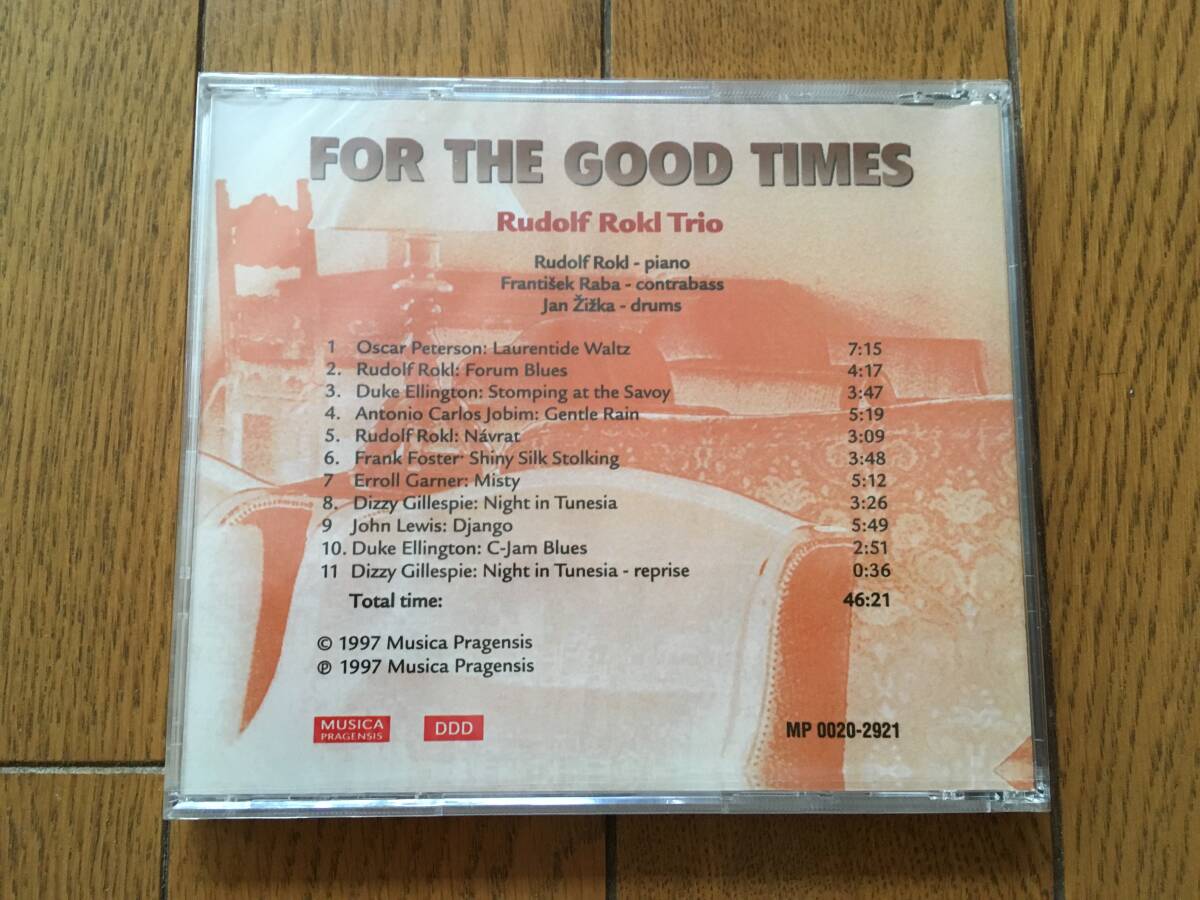 FOR THE GOOD TIMES
Rudolf Rokl Trio
Rudolf Rokl - piano
František Raba - contrabass
Jan Žižka - drums
1 Oscar Peterson: Laurentide Waltz 7:15
2. Rudolf Rokl: Forum Blues 4:17
3. Duke Ellington: Stomping at the Savoy 3:47
4. Antonio Carlos Jobim: Gentle Rain 5:19
5. Rudolf Rokl: Návrat 3:09
6. Frank Foster: Shiny Silk Stolking 3:48
7 Erroll Garner: Misty 5:12
8. Dizzy Gillespie: Night in Tunesia 3:26
9 John Lewis: Django 5:49
10. Duke Ellington: C-Jam Blues 2:51
11 Dizzy Gillespie: Night in Tunesia - reprise 0:36
Total time: 46:21
© 1997 Musica Pragensis
℗ 1997 Musica Pragensis
MUSICA
PRAGENSIS
DDD
MP 0020-2921